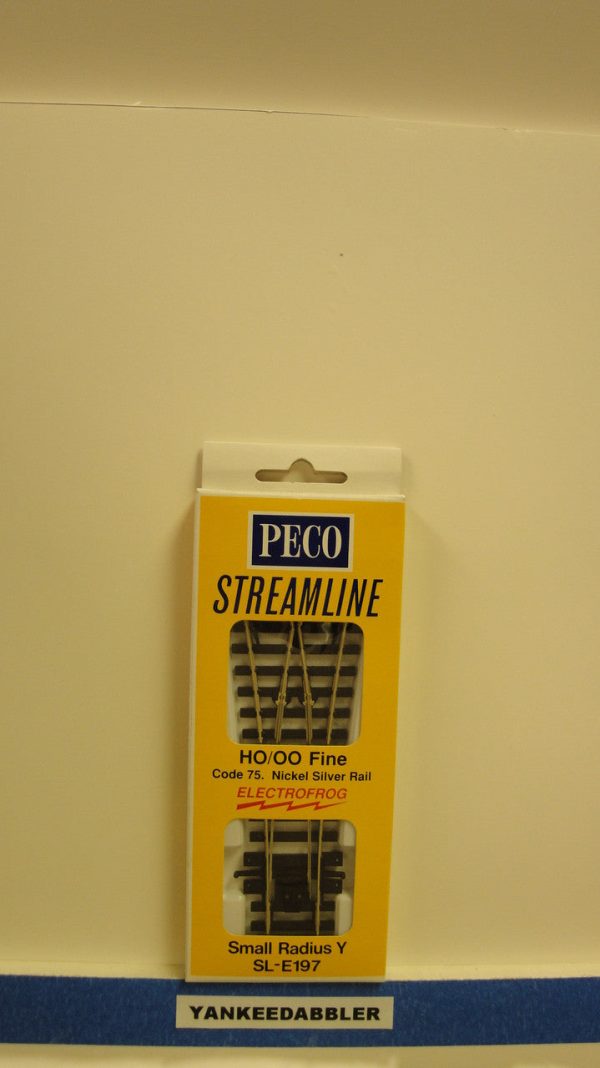 PECO
STREAMLINE
HO/OO Fine
Code 75. Nickel Silver Rail
ELECTROFROG
Small Radius Y
SL-E197
YANKEEDABBLER